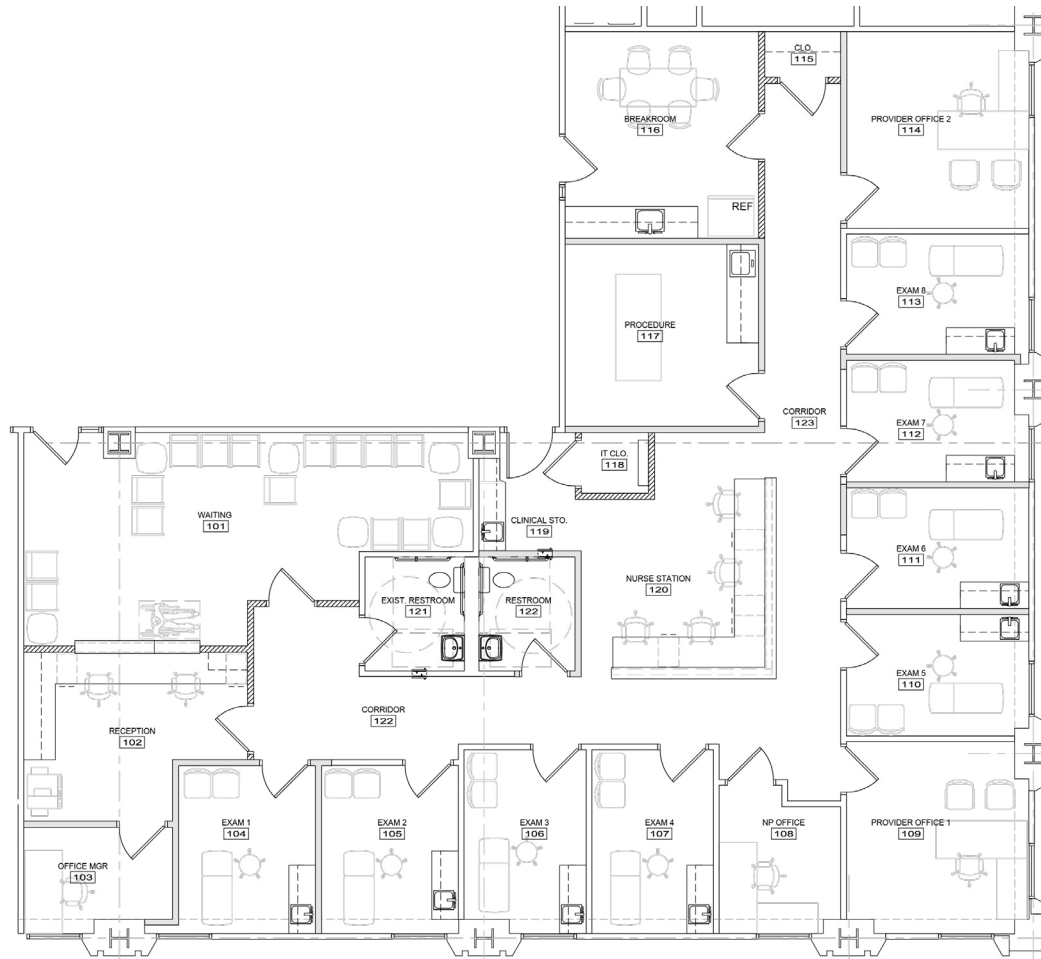 CLO.
115
BREAKROOM
116
PROVIDER OFFICE 2
114
REF
EXAM 8
113
PROCEDURE
117
CORRIDOR
123
EXAM 7
112
IT CLO.
118
WAITING
101
CLINICAL STO.
119
EXAM 6
111
NURSE STATION
120
EXIST. RESTROOM
121
RESTROOM
122
EXAM 5
110
CORRIDOR
122
RECEPTION
102
EXAM 1
104
EXAM 2
105
EXAM 3
106
EXAM 4
107
NP OFFICE
108
PROVIDER OFFICE 1
109
OFFICE MGR
103